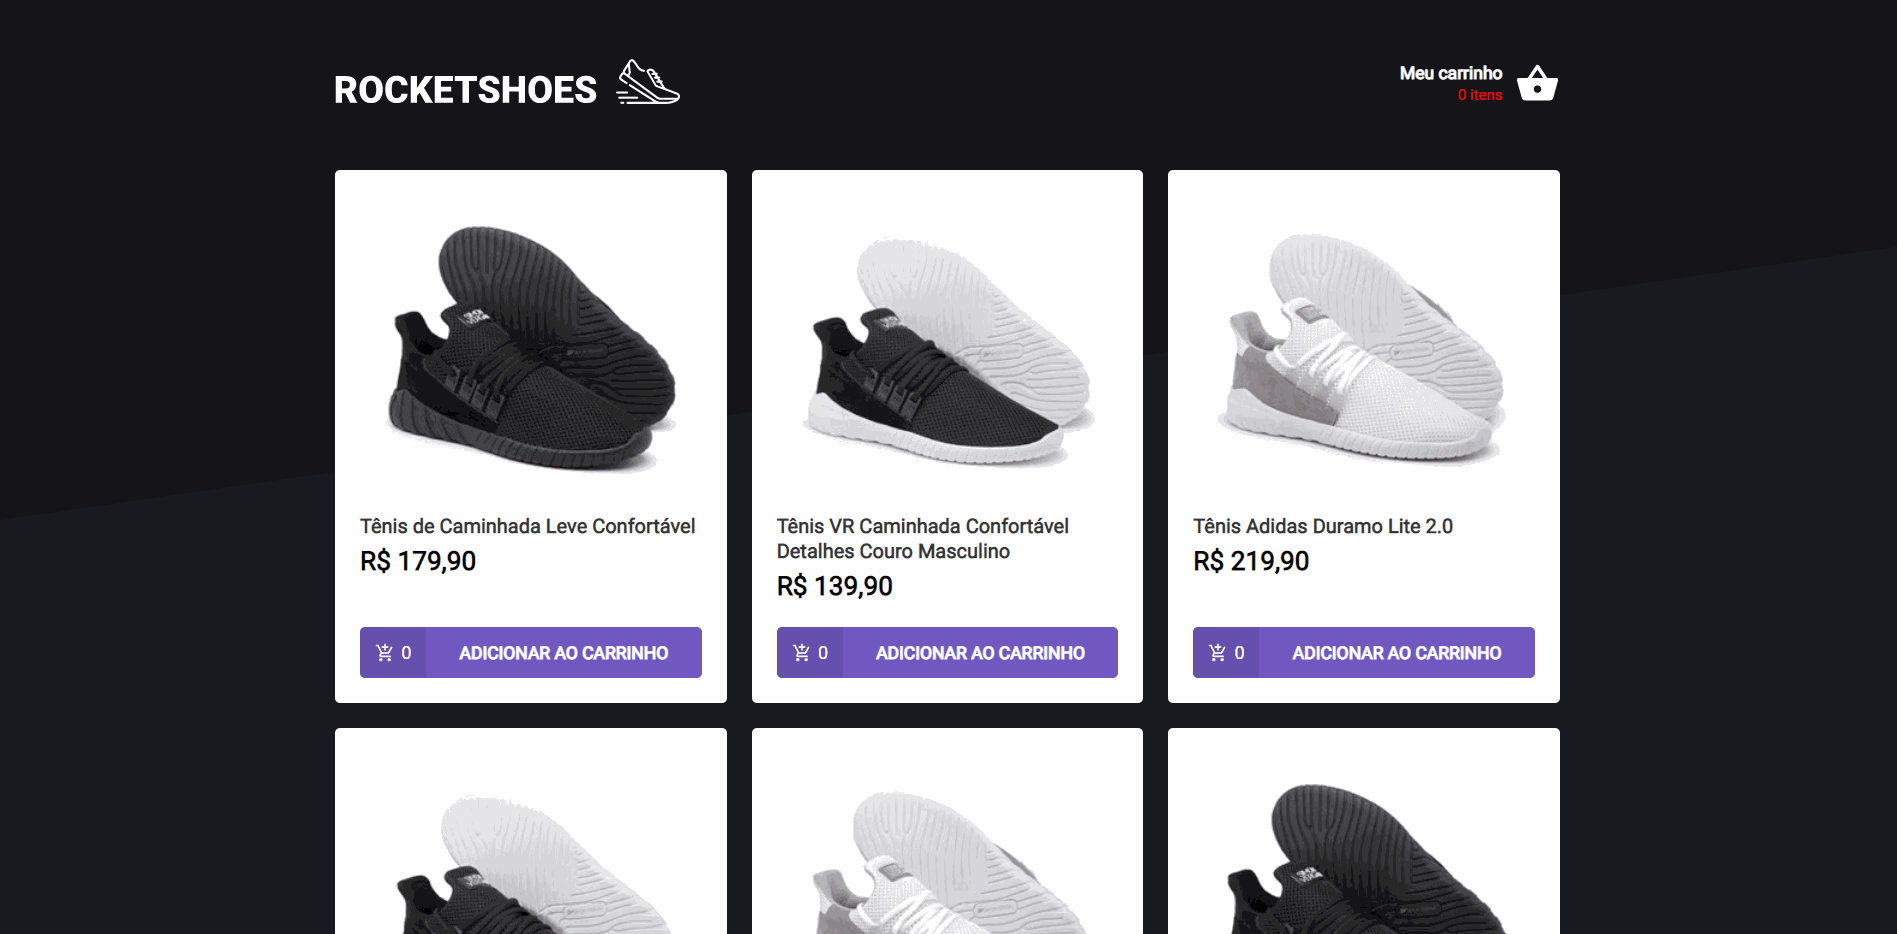 ROCKETSHOES
Meu carrinho
0 itens
Tênis de Caminhada Leve Confortável
R$ 179,90
0 ADICIONAR AO CARRINHO
Tênis VR Caminhada Confortável
Detalhes Couro Masculino
R$ 139,90
0 ADICIONAR AO CARRINHO
Tênis Adidas Duramo Lite 2.0
R$ 219,90
0 ADICIONAR AO CARRINHO